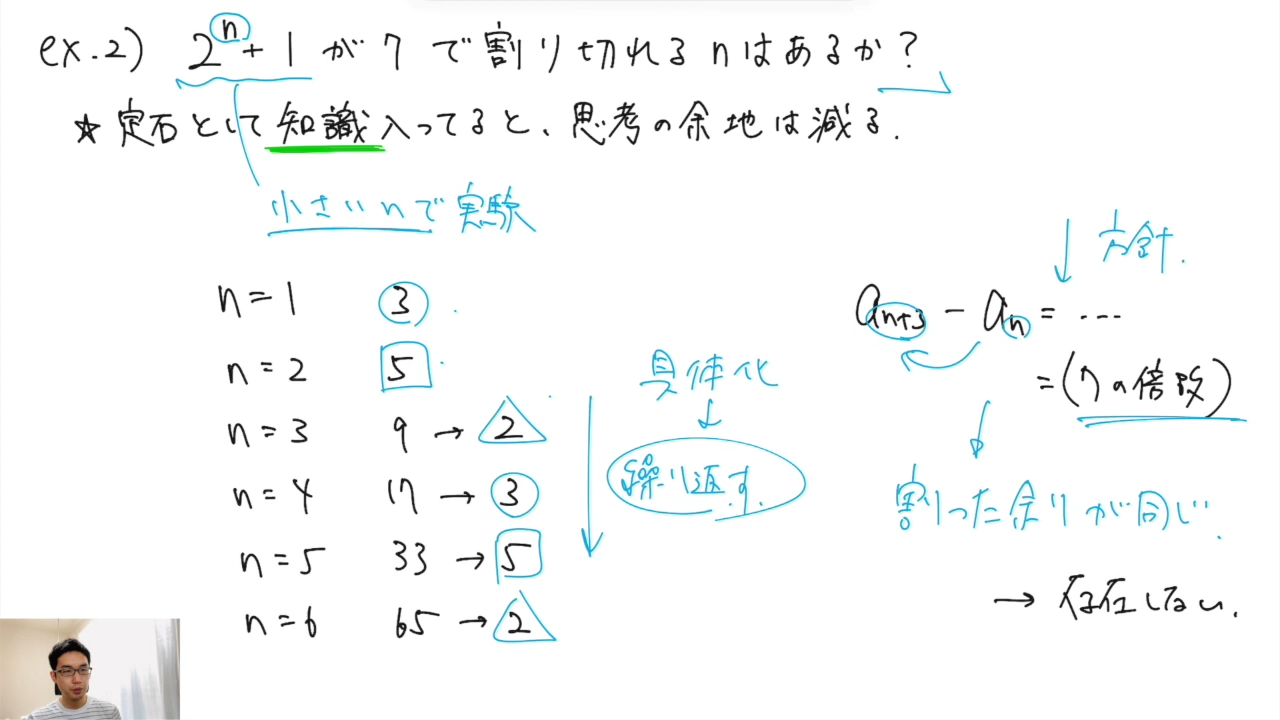 ex.2) 2^n + 1 が 7 で割り切れる n はあるか?
★ 定石として知識入ってると、思考の余地は減る.
小さい n で実験
n = 1 3
n = 2 5
n = 3 9 → 2
n = 4 17 → 3
n = 5 33 → 5
n = 6 65 → 2
具体化
↓
繰り返す.
↓ 方針.
a_{n+3} - a_n = ...
= (7の倍数)
↓
割った余りが同じ.
→ 存在しない.